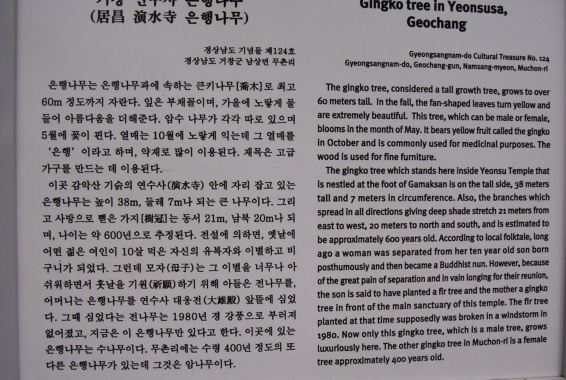 거창 연수사 은행나무
(居昌 演水寺 은행나무)
경상남도 기념물 제124호
경상남도 거창군 남상면 무촌리
은행나무는 은행나무과에 속하는 큰키나무[喬木]로 최고
60m 정도까지 자란다. 잎은 부채꼴이며, 가을에 노랗게 물
들어 아름다움을 더해준다. 암수 나무가 각각 따로 있으며
5월에 꽃이 핀다. 열매는 10월에 노랗게 익는데 그 열매를
‘은행’이라고 하며, 약재로 많이 이용된다. 재목은 고급
가구를 만드는 데 이용된다.
이곳 감악산 기슭의 연수사(演水寺) 안에 자리 잡고 있는
은행나무는 높이 38m, 둘레 7m나 되는 큰 나무이다. 그리
고 사방으로 뻗은 가지[樹冠]는 동서 21m, 남북 20m나 되
며, 나이는 약 600년으로 추정된다. 전설에 의하면, 옛날에
어떤 젊은 여인이 10살 먹은 자신의 유복자와 이별하고 비
구니가 되었다. 그런데 모자(母子)는 그 이별을 너무나 아
쉬워하면서 훗날을 기원(祈願)하기 위해 아들은 전나무를,
어머니는 은행나무를 연수사 대웅전(大雄殿) 앞뜰에 심었
다. 그때 심었다는 전나무는 1980년 경 강풍으로 부러져
없어졌고, 지금은 이 은행나무만 있다고 한다. 이곳에 있는
은행나무는 수나무이다. 무촌리에는 수령 400년 정도의 또
다른 은행나무가 있는데 그것은 암나무이다.
Gingko tree in Yeonsusa,
Geochang
Gyeongsangnam-do Cultural Treasure No. 124
Gyeongsangnam-do, Geochang-gun, Namsang-myeon, Muchon-ri
The gingko tree, considered a tall growth tree, grows to over
60 meters tall. In the fall, the fan-shaped leaves turn yellow and
are extremely beautiful. This tree, which can be male or female,
blooms in the month of May. It bears yellow fruit called the gingko
in October and is commonly used for medicinal purposes. The
wood is used for fine furniture.
The gingko tree which stands here inside Yeonsu Temple that
is nestled at the foot of Gamaksan is on the tall side, 38 meters
tall and 7 meters in circumference. Also, the branches which
spread in all directions giving deep shade stretch 21 meters from
east to west, 20 meters to north and south, and is estimated to
be approximately 600 years old. According to local folktale, long
ago a woman was separated from her ten year old son born
posthumously and then became a Buddhist nun. However, because
of the great pain of separation and in vain longing for their reunion,
the son is said to have planted a fir tree and the mother a gingko
tree in front of the main sanctuary of this temple. The fir tree
planted at that time supposedly was broken in a windstorm in
1980. Now only this gingko tree, which is a male tree, grows
luxuriously here. The other gingko tree in Muchon-ri is a female
tree approximately 400 years old.